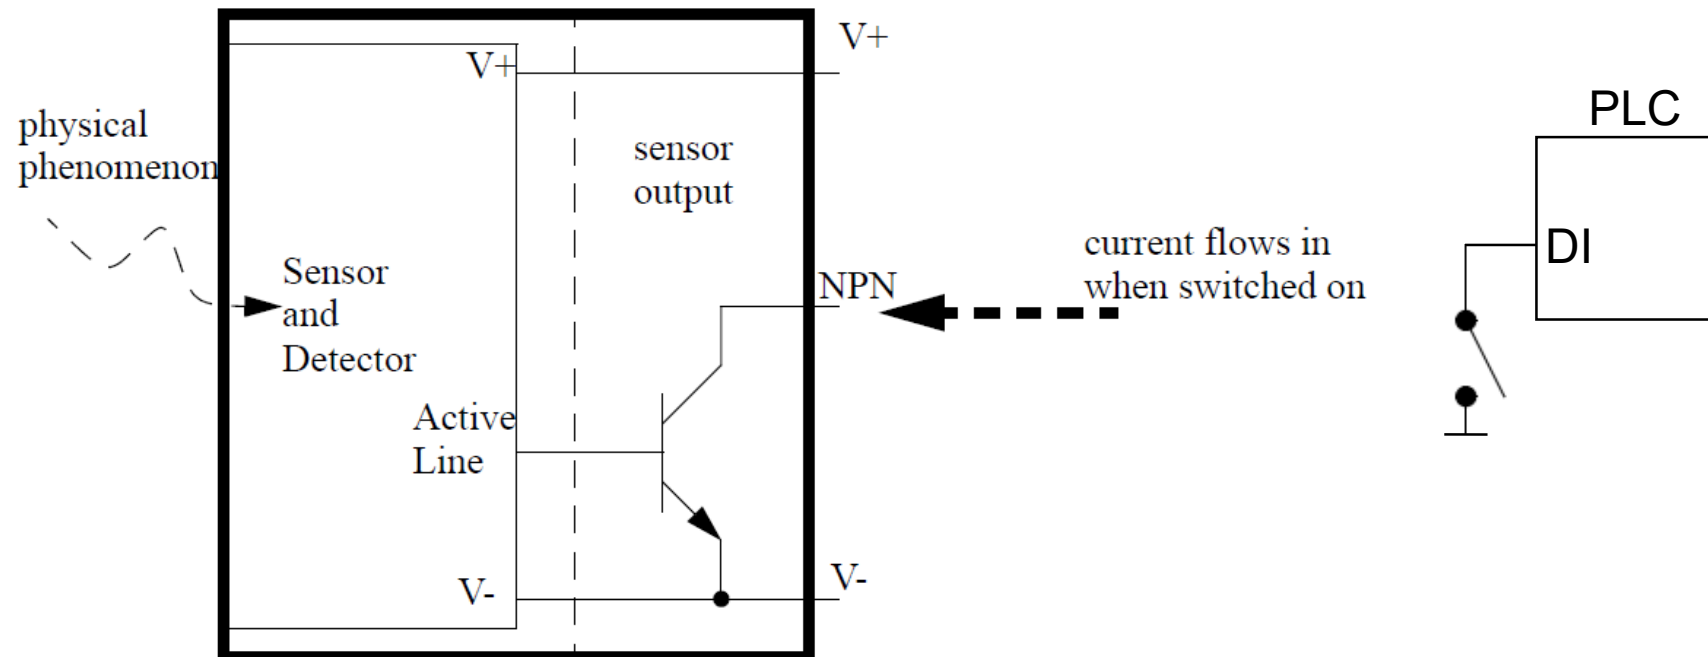 physical
phenomenon
Sensor
and
Detector
V+
Active
Line
V-
sensor
output
V+
NPN
V-
current flows in
when switched on
PLC
DI